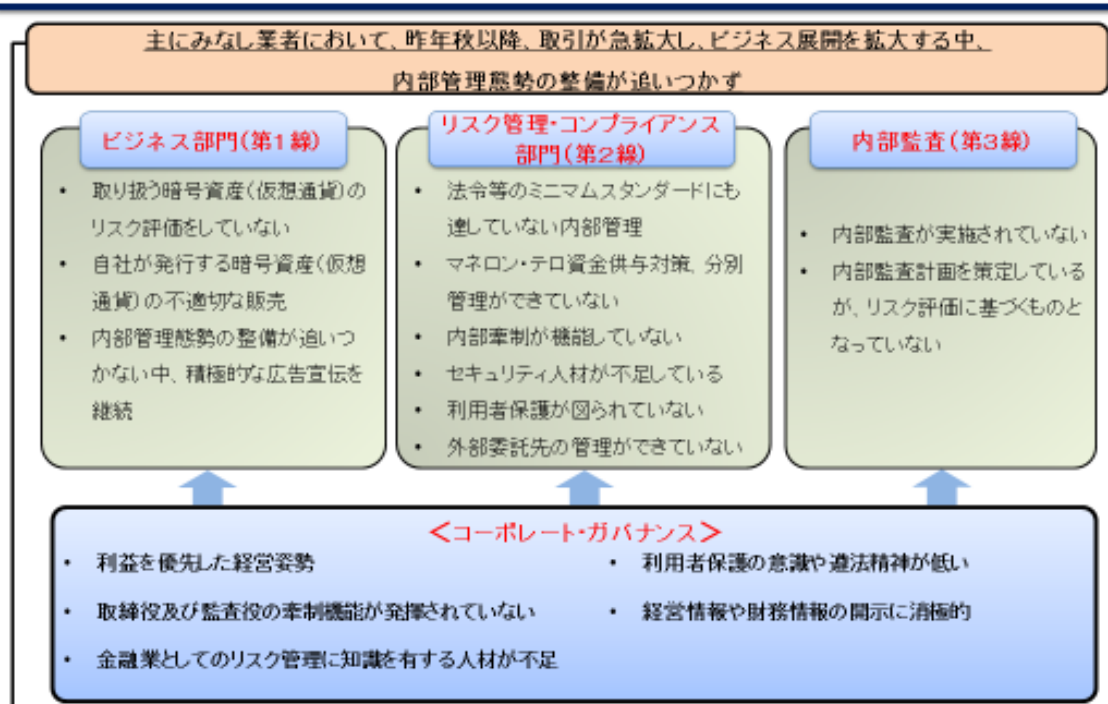 主にみなし業者において、昨年秋以降、取引が急拡大し、ビジネス展開を拡大する中、
内部管理態勢の整備が追いつかず
ビジネス部門(第1線)
• 取り扱う暗号資産(仮想通貨)の
リスク評価をしていない
• 自社が発行する暗号資産(仮想
通貨)の不適切な販売
• 内部管理態勢の整備が追いつ
かない中、積極的な広告宣伝を
継続
リスク管理・コンプライアンス
部門(第2線)
• 法令等のミニマムスタンダードにも
達していない内部管理
• マネロン・テロ資金供与対策、分別
管理ができていない
• 内部牽制が機能していない
• セキュリティ人材が不足している
• 利用者保護が図られていない
• 外部委託先の管理ができていない
内部監査(第3線)
• 内部監査が実施されていない
• 内部監査計画を策定している
が、リスク評価に基づくものと
なっていない
<コーポレート・ガバナンス>
• 利益を優先した経営姿勢
• 取締役及び監査役の牽制機能が発揮されていない
• 金融業としてのリスク管理に知識を有する人材が不足
• 利用者保護の意識や遵法精神が低い
• 経営情報や財務情報の開示に消極的